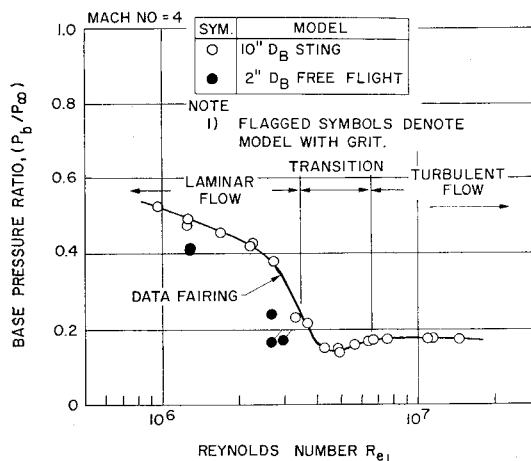 MACH NO = 4
SYM. MODEL
10" D_B STING
2" D_B FREE FLIGHT
NOTE
1) FLAGGED SYMBOLS DENOTE
MODEL WITH GRIT.
TRANSITION
LAMINAR
FLOW
TURBULENT
FLOW
DATA FAIRING
BASE PRESSURE RATIO, (P_b/P_∞)
1.0
0.8
0.6
0.4
0.2
0
10^6
10^7
REYNOLDS NUMBER R_e_l